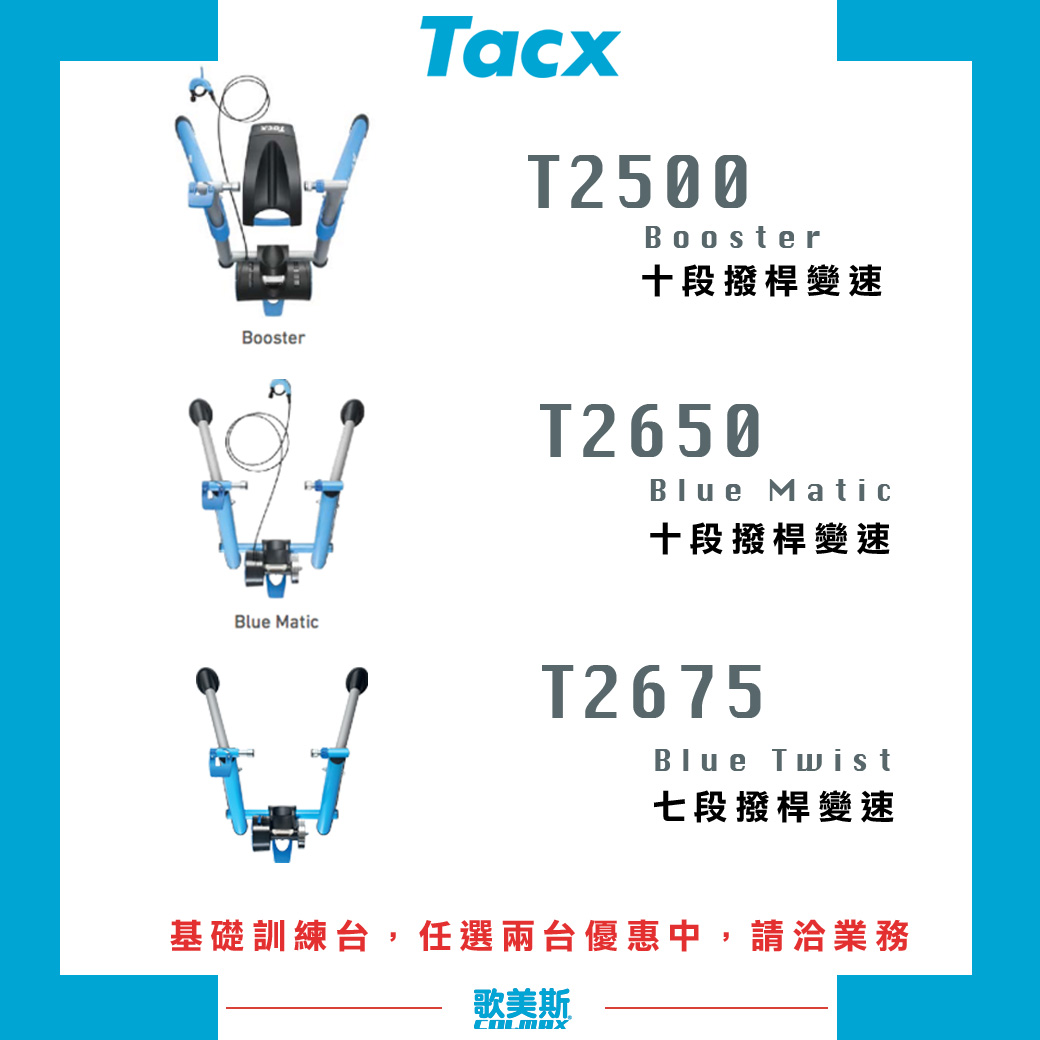 Tacx
Tacx
T2500
Booster
十段撥桿變速
Booster
T2650
Blue Matic
十段撥桿變速
Blue Matic
T2675
Blue Twist
七段撥桿變速
基礎訓練台，任選兩台優惠中，請洽業務
歌美斯
COLMAX